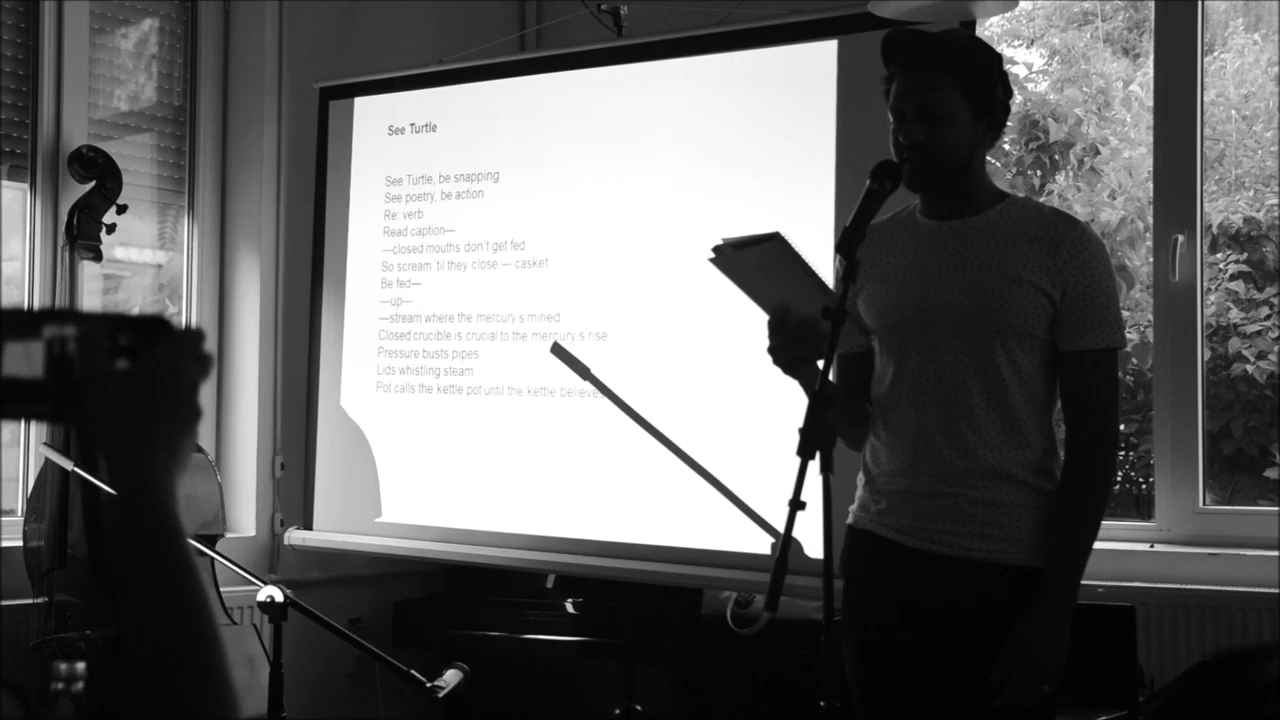 See Turtle
See Turtle, be snapping
See poetry, be action
Re: verb
Read caption—
—closed mouths don't get fed
So scream 'til they close — casket
Be fed—
—up—
—stream where the mercury's mined
Closed crucible is crucial to the mercury's rise
Pressure busts pipes
Lids whistling steam
Pot calls the kettle pot until the kettle believes